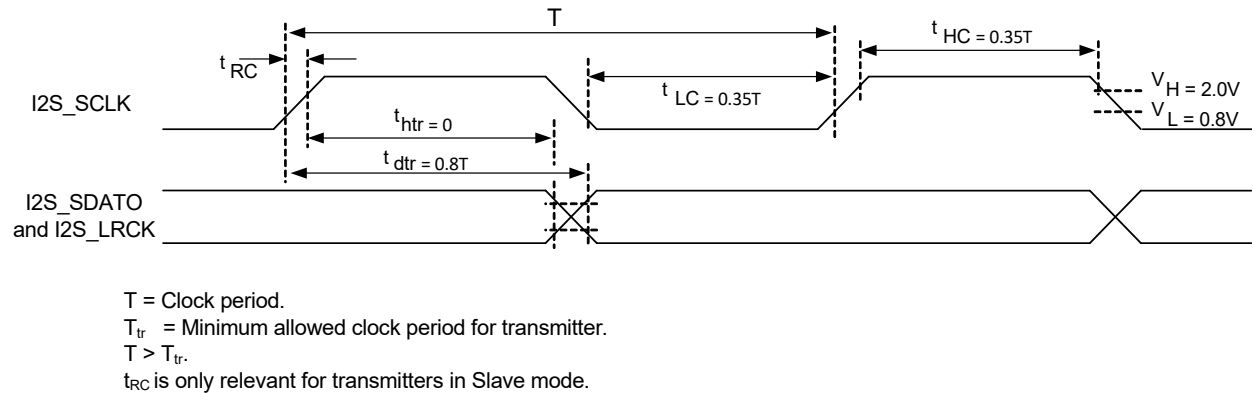 T
t RC
t HC = 0.35T
I2S_SCLK
t LC = 0.35T
V H = 2.0V
V L = 0.8V
t htr = 0
t dtr = 0.8T
I2S_SDATO
and I2S_LRCK
T = Clock period.
Ttr = Minimum allowed clock period for transmitter.
T > Ttr.
tRC is only relevant for transmitters in Slave mode.